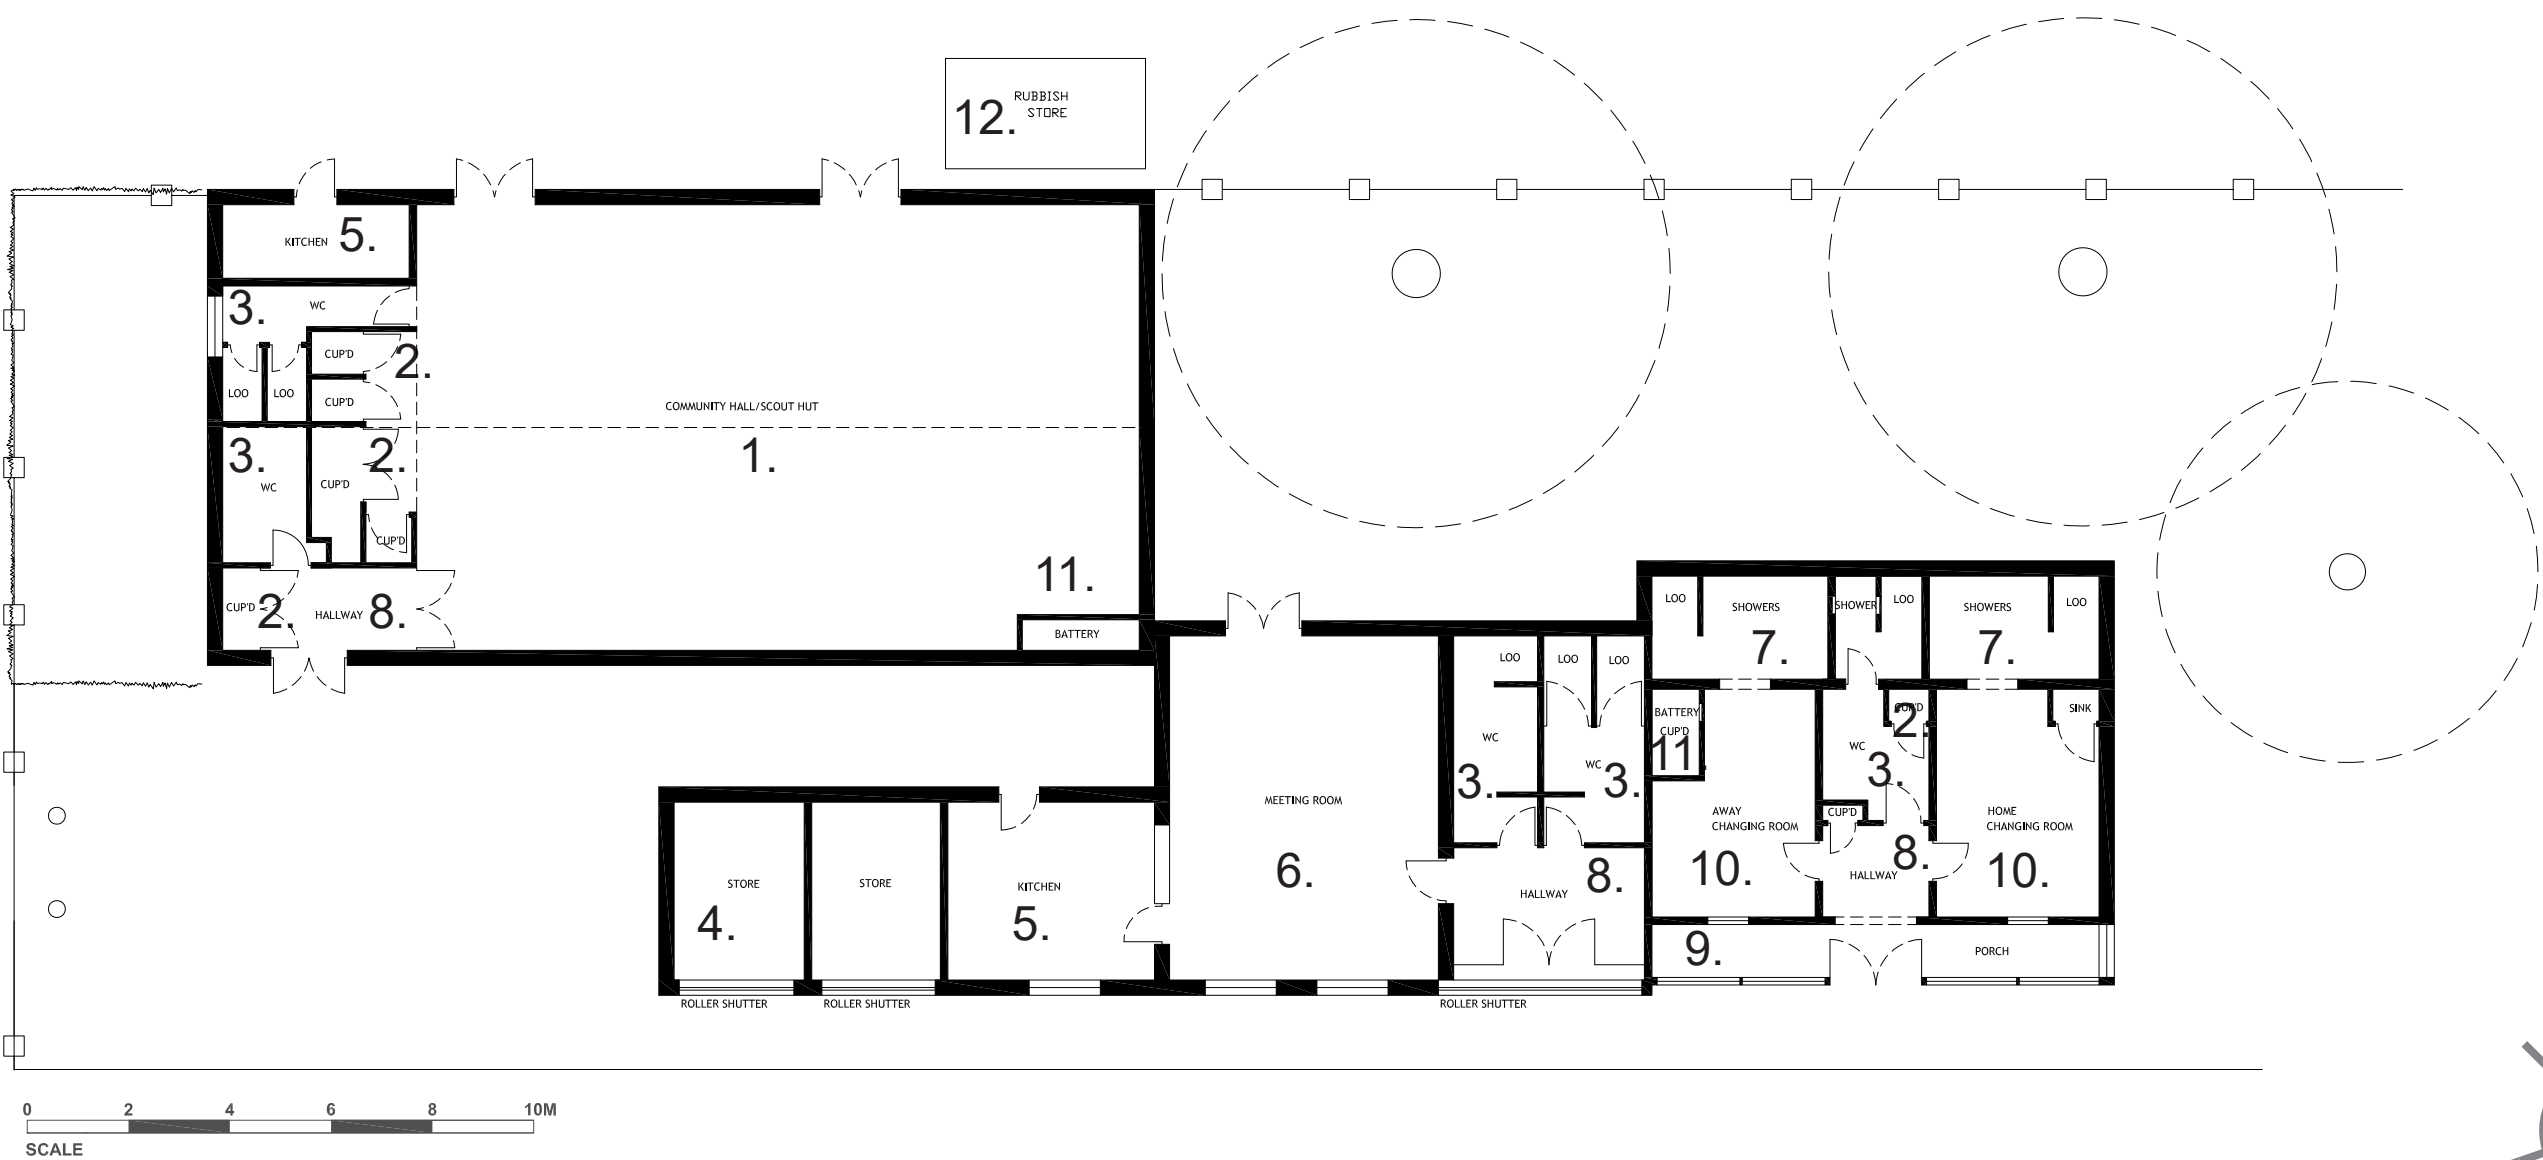 RUBBISH
STORE
12.
KITCHEN
5.
3.
WC
CUP'D
2.
LOO
LOO
CUP'D
COMMUNITY HALL/SCOUT HUT
1.
3.
WC
2.
CUP'D
CUP'D
11.
BATTERY
CUP'D
2.
HALLWAY
8.
LOO
SHOWERS
7.
SHOWER
LOO
SHOWERS
7.
LOO
LOO
LOO
LOO
WC
3.
WC
3.
BATTERY
CUP'D
11.
CUP'D
2.
WC
3.
SINK
MEETING ROOM
6.
AWAY
CHANGING ROOM
10.
CUP'D
8.
HALLWAY
HOME
CHANGING ROOM
10.
STORE
4.
STORE
KITCHEN
5.
HALLWAY
8.
9.
PORCH
ROLLER SHUTTER
ROLLER SHUTTER
ROLLER SHUTTER
0 2 4 6 8 10M
SCALE